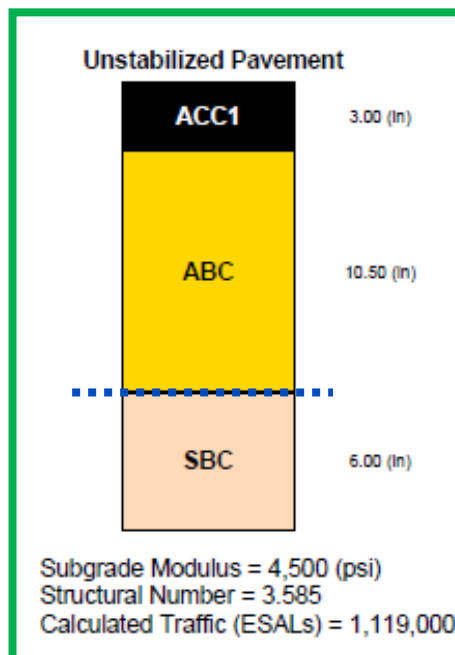 Unstabilized Pavement
ACC1 3.00 (in)
ABC 10.50 (in)
SBC 6.00 (in)
Subgrade Modulus = 4,500 (psi)
Structural Number = 3.585
Calculated Traffic (ESALs) = 1,119,000